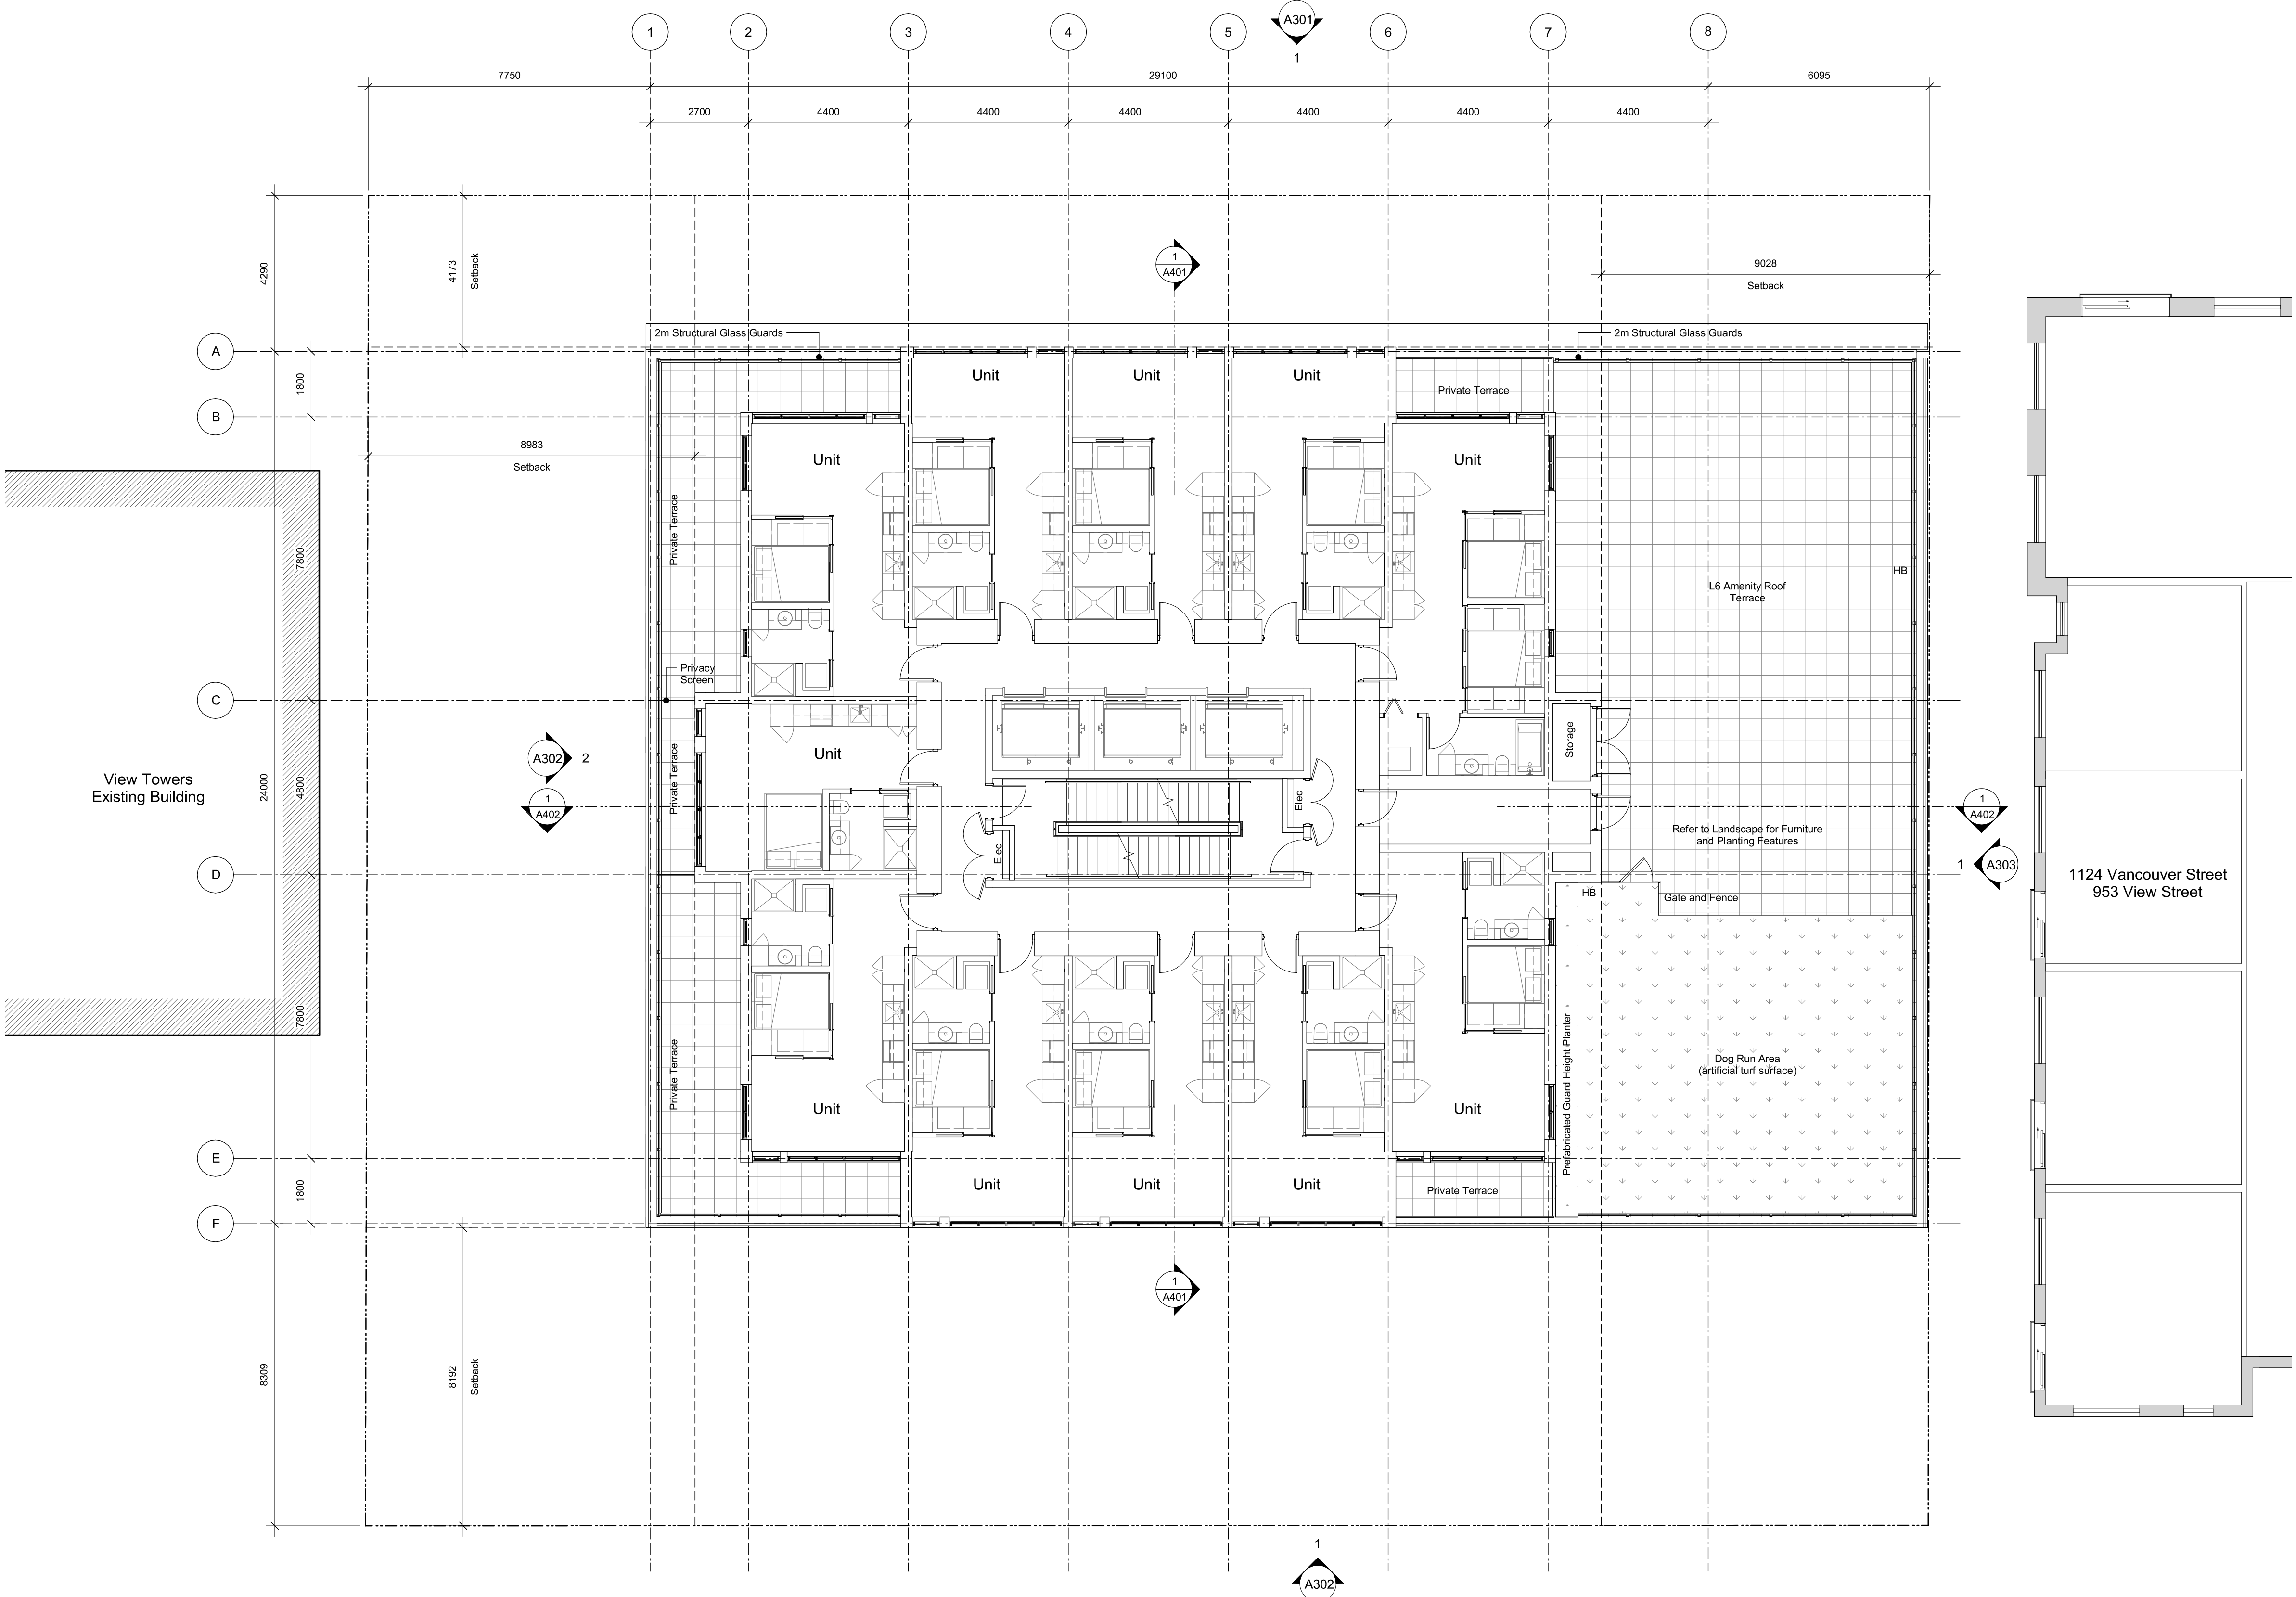 A301
1
1
2
3
4
5
6
7
8
7750
29100
6095
2700
4400
4400
4400
4400
4400
4400
4290
4173
Setback
1
A401
9028
Setback
2m Structural Glass Guards
2m Structural Glass Guards
A
1800
Unit
Unit
Unit
Private Terrace
B
8983
Setback
Unit
Unit
Private Terrace
7800
HB
L6 Amenity Roof
Terrace
Privacy
Screen
C
Storage
A302
2
Unit
View Towers
Existing Building
24000
4800
Private Terrace
1
A402
Elec
1
A402
Refer to Landscape for Furniture
and Planting Features
Elec
1
A303
D
1124 Vancouver Street
953 View Street
HB
Gate and Fence
7800
Private Terrace
Prefabricated Guard Height Planter
Dog Run Area
(artificial turf surface)
Unit
Unit
E
1800
Unit
Unit
Unit
Private Terrace
F
1
A401
8309
8192
Setback
1
A302